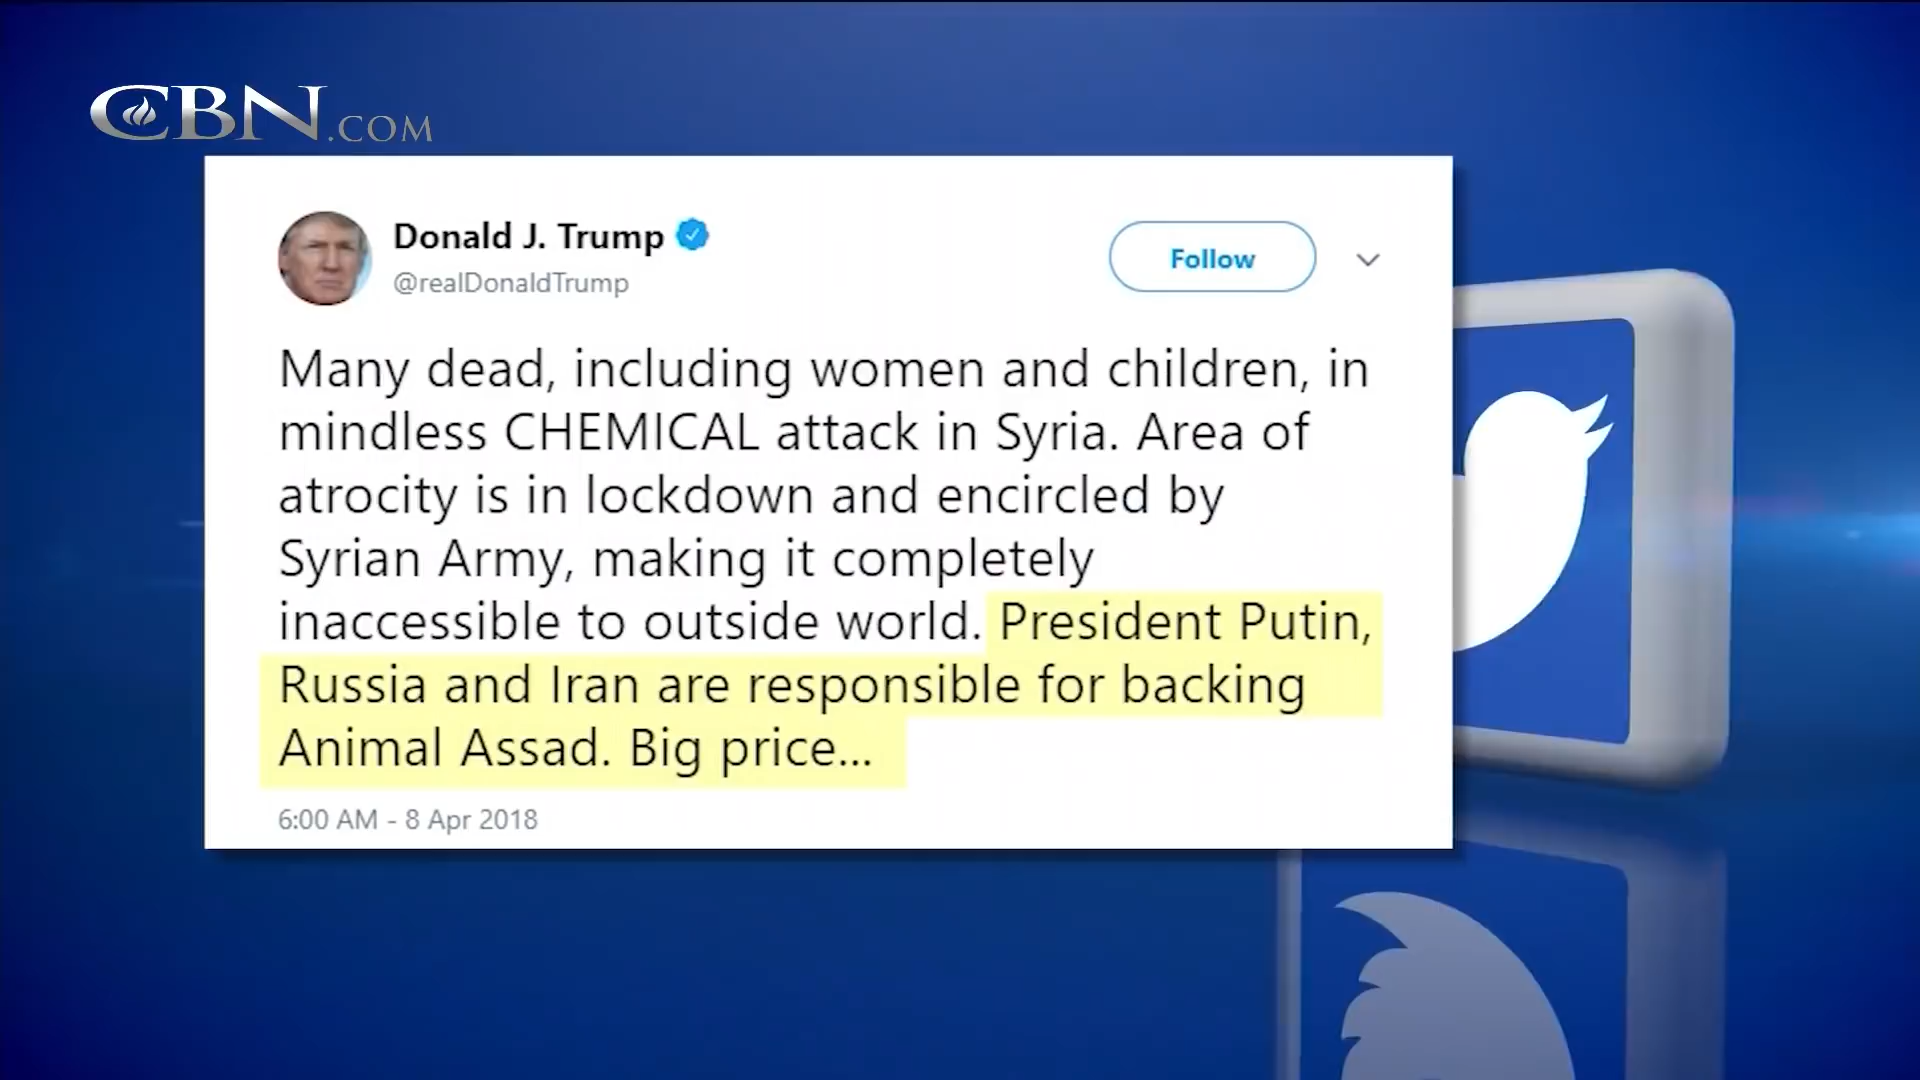 CBN.COM
Donald J. Trump
@realDonaldTrump
Follow
Many dead, including women and children, in
mindless CHEMICAL attack in Syria. Area of
atrocity is in lockdown and encircled by
Syrian Army, making it completely
inaccessible to outside world. President Putin,
Russia and Iran are responsible for backing
Animal Assad. Big price...
6:00 AM - 8 Apr 2018